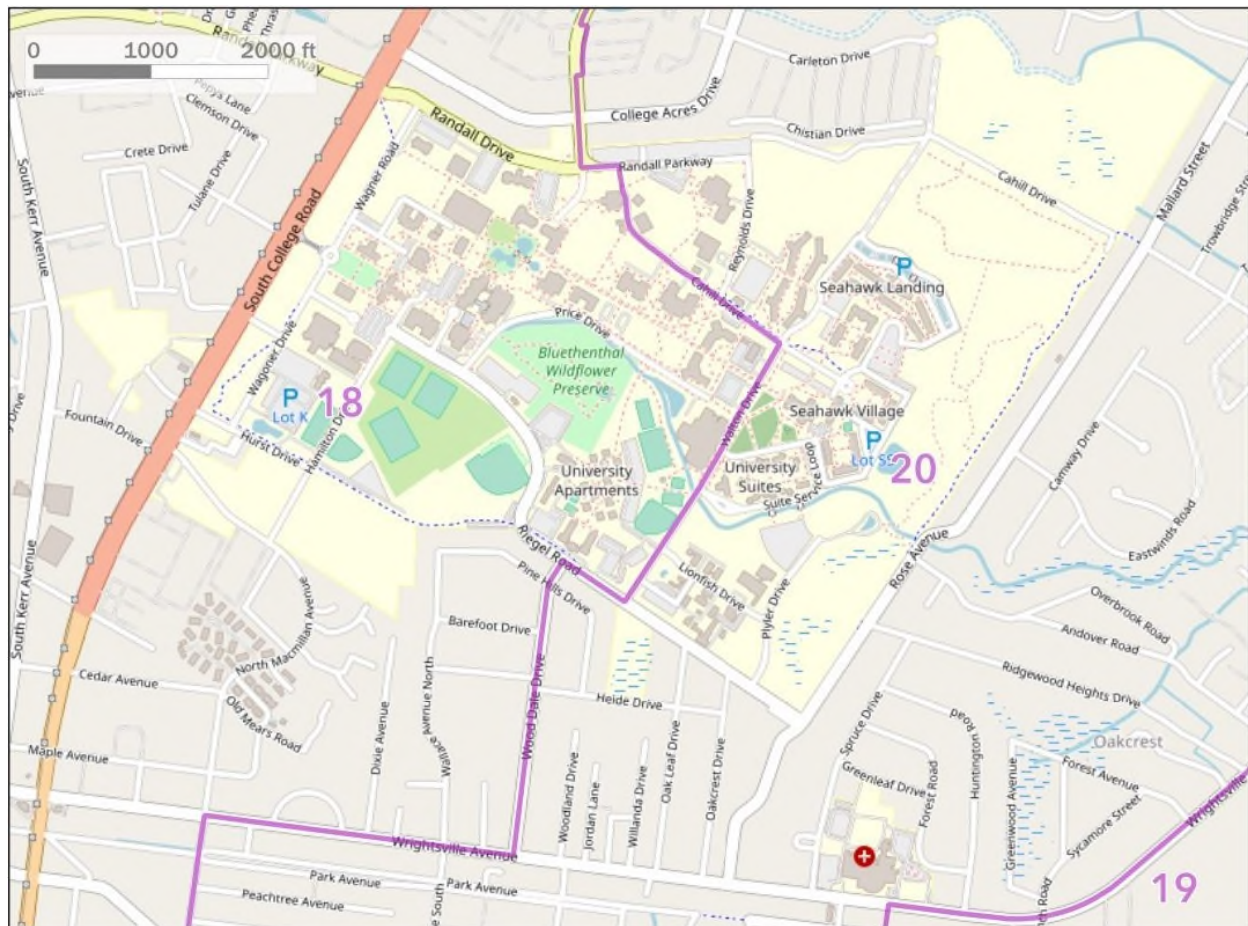 0 1000 2000 ft
Carleton Drive
Pepys Lane
Clemson Drive
College Acres Drive
Randall Drive
Chistian Drive
Crete Drive
Randall Parkway
Mallard Street
Cahill Drive
Tulane Drive
Wagner Road
South Kerr Avenue
South College Road
Reynolds Drive
P
Seahawk Landing
Cahill Drive
Price Drive
Bluethenthal
Wildflower
Preserve
Wagoner Drive
P
Lot K
18
Walton Drive
Seahawk Village
P
Lot SS
20
Fountain Drive
Hurst Drive
University
Apartments
University
Suites
Suite Service Loop
Camway Drive
Eastwinds Road
Riegel Road
Rose Avenue
Pine Hills Drive
Lionfish Drive
Plyler Drive
South Kerr Avenue
North Macmillan Avenue
Barefoot Drive
Overbrook Road
Andover Road
Cedar Avenue
Old Mears Road
Dixie Avenue
Wallace Avenue North
Wood Dale Drive
Heide Drive
Ridgewood Heights Drive
Spruce Drive
Huntington Road
Oakcrest
Maple Avenue
Woodland Drive
Jordan Lane
Willanda Drive
Oak Leaf Drive
Oakcrest Drive
Greenleaf Drive
Forest Road
Greenwood Avenue
Forest Avenue
Sycamore Street
Wrightsville
Wrightsville Avenue
Park Avenue
Park Avenue
Peachtree Avenue
19